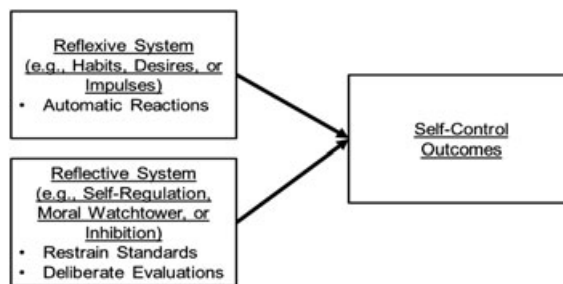 Reflexive System
(e.g., Habits, Desires, or
Impulses)
• Automatic Reactions
Self-Control
Outcomes
Reflective System
(e.g., Self-Regulation,
Moral Watchtower, or
Inhibition)
• Restrain Standards
• Deliberate Evaluations